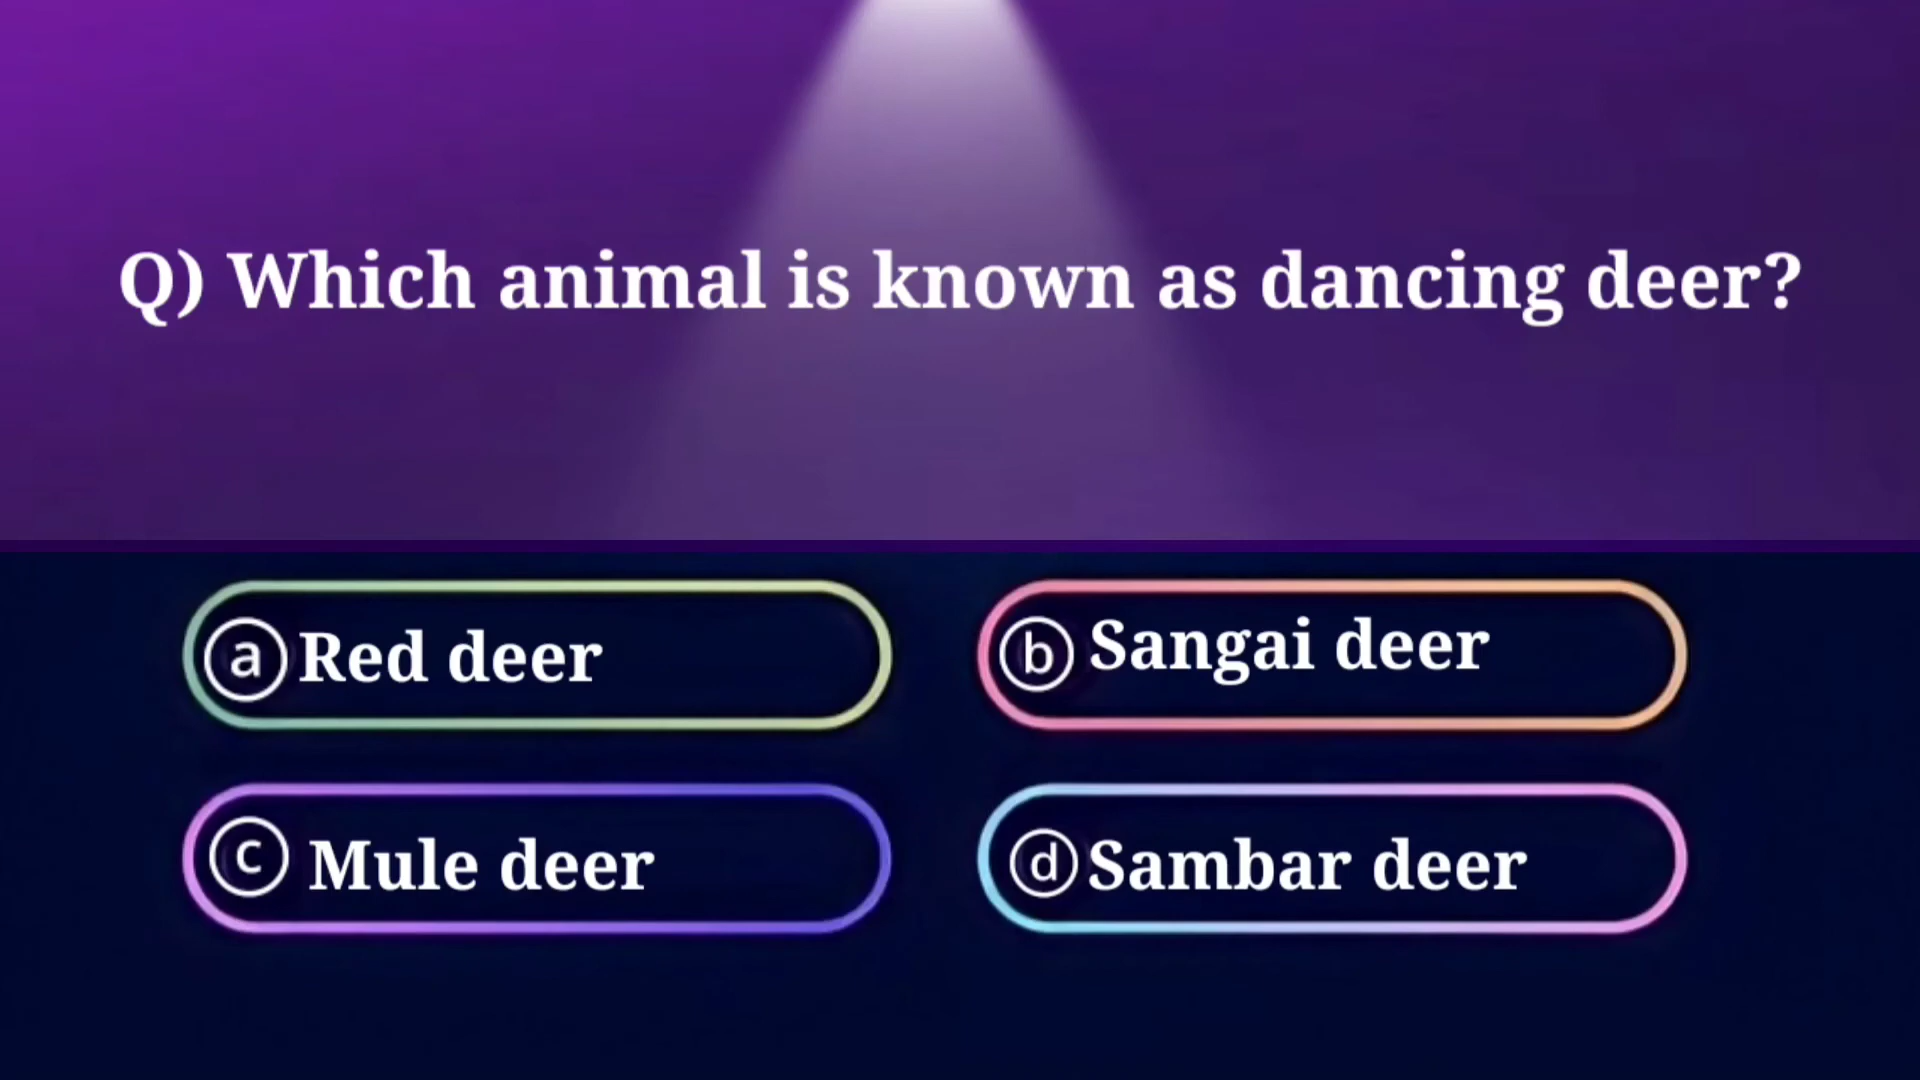 Q) Which animal is known as dancing deer?
ⓐ Red deer
ⓑ Sangai deer
ⓒ Mule deer
ⓓ Sambar deer